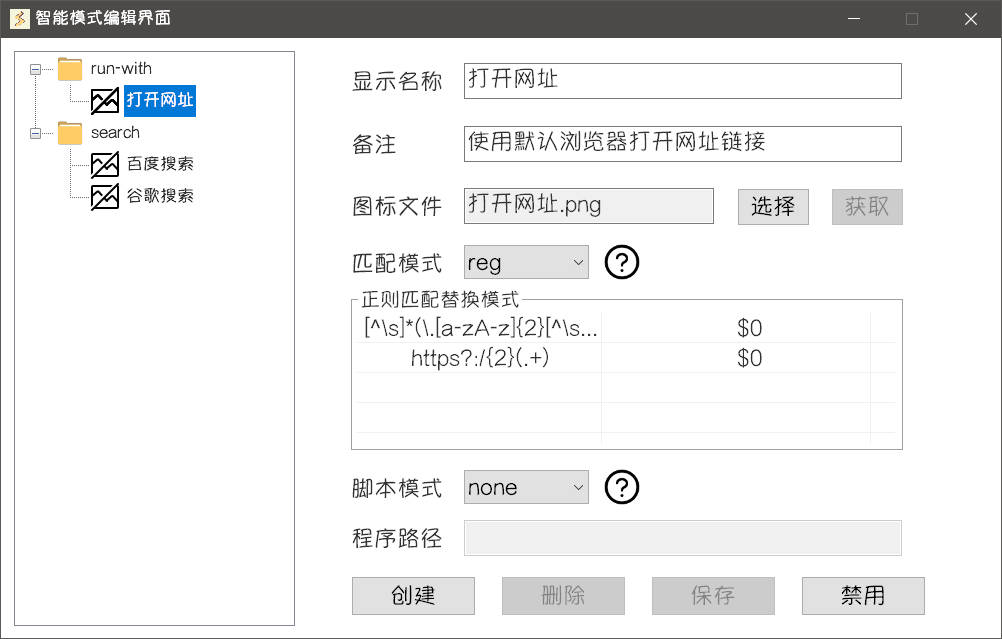 智能模式编辑界面
run-with
打开网址
search
百度搜索
谷歌搜索
显示名称 打开网址
备注 使用默认浏览器打开网址链接
图标文件 打开网址.png 选择 获取
匹配模式 reg ?
正则匹配替换模式
[^\s]*(\.[a-zA-z]{2}[^\s... $0
https?:/{2}(.+) $0
脚本模式 none ?
程序路径
创建 删除 保存 禁用